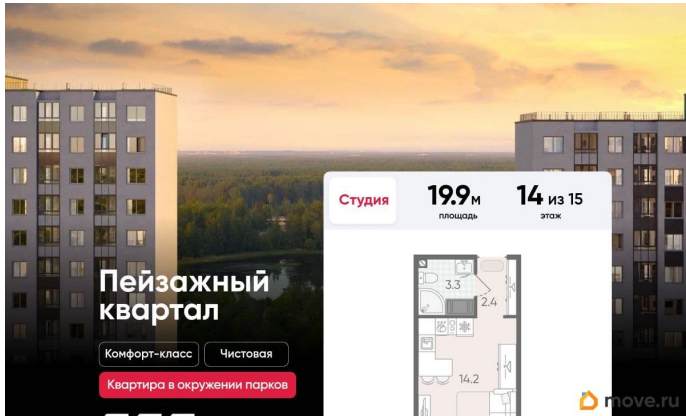 Студия
19.9 м
площадь
14 из 15
этаж
Пейзажный
квартал
Комфорт-класс
Чистовая
Квартира в окружении парков
3.3
2.4
14.2
move.ru